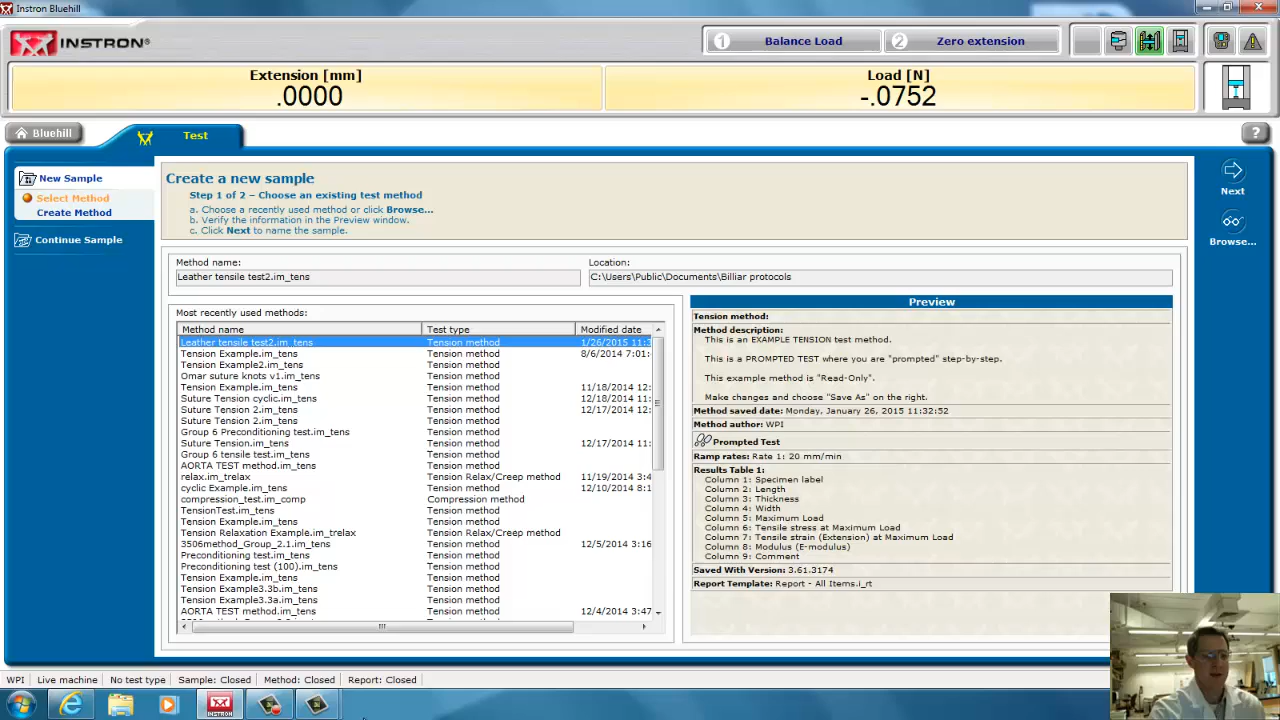 Instron Bluehill
INSTRON®
1 Balance Load
2 Zero extension
Extension [mm]
.0000
Load [N]
-.0752
Bluehill
Test
?
New Sample
Select Method
Create Method
Continue Sample
Create a new sample
Step 1 of 2 – Choose an existing test method
a. Choose a recently used method or click Browse...
b. Verify the information in the Preview window.
c. Click Next to name the sample.
Next
Browse...
Method name:
Leather tensile test2.im_tens
Location:
C:\Users\Public\Documents\Billiar protocols
Most recently used methods:
Method name Test type Modified date
Leather tensile test2.im_tens Tension method 1/26/2015 11:3
Tension Example.im_tens Tension method 8/6/2014 7:01:
Tension Example2.im_tens Tension method
Omar suture knots v1.im_tens Tension method
Tension Example.im_tens Tension method 11/18/2014 12:
Suture Tension cyclic.im_tens Tension method 12/18/2014 11:
Suture Tension 2.im_tens Tension method 12/17/2014 12:
Suture Tension 2.im_tens Tension method
Group 6 Preconditioning test.im_tens Tension method
Suture Tension.im_tens Tension method 12/17/2014 11:
Group 6 tensile test.im_tens Tension method
AORTA TEST method.im_tens Tension method
relax.im_trelax Tension Relax/Creep method 11/19/2014 3:4
cyclic Example.im_tens Tension method 12/10/2014 8:1
compression_test.im_comp Compression method
TensionTest.im_tens Tension method
Tension Example.im_tens Tension method
Tension Relaxation Example.im_trelax Tension Relax/Creep method
3506method_Group_2.1.im_tens Tension method 12/5/2014 3:16
Preconditioning test.im_tens Tension method
Preconditioning test (100).im_tens Tension method
Tension Example.im_tens Tension method
Tension Example3.3b.im_tens Tension method
Tension Example3.3a.im_tens Tension method
AORTA TEST method.im_tens Tension method 12/4/2014 3:47
Preview
Tension method:
Method description:
This is an EXAMPLE TENSION test method.
This is a PROMPTED TEST where you are "prompted" step-by-step.
This example method is "Read-Only".
Make changes and choose "Save As" on the right.
Method saved date: Monday, January 26, 2015 11:32:52
Method author: WPI
Prompted Test
Ramp rates: Rate 1: 20 mm/min
Results Table 1:
Column 1: Specimen label
Column 2: Length
Column 3: Thickness
Column 4: Width
Column 5: Maximum Load
Column 6: Tensile stress at Maximum Load
Column 7: Tensile strain (Extension) at Maximum Load
Column 8: Modulus (E-modulus)
Column 9: Comment
Saved With Version: 3.61.3174
Report Template: Report - All Items.i_rt
WPI Live machine No test type Sample: Closed Method: Closed Report: Closed
INSTRON